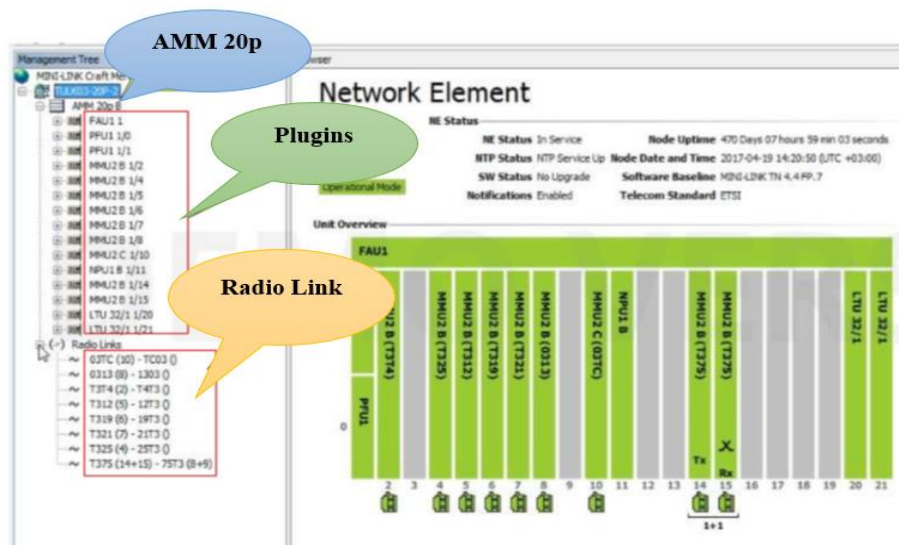 AMM 20p
Management Tree
MINI-LINK Craft
TULK03-20P-2
AMM 20p B
FAU1 1
PFU1 1/0
PFU1 1/1
MMU2 B 1/2
MMU2 B 1/4
MMU2 B 1/5
MMU2 B 1/6
MMU2 B 1/7
MMU2 B 1/8
MMU2 C 1/10
NPU1 B 1/11
MMU2 B 1/14
MMU2 B 1/15
LTU 32/1 1/20
LTU 32/1 1/21
Radio Links
03TC (10) - TC03 ()
0313 (8) - 1303 ()
T3T4 (2) - T4T3 ()
T312 (5) - 12T3 ()
T319 (6) - 19T3 ()
T321 (7) - 21T3 ()
T325 (4) - 25T3 ()
T375 (14+15) - 75T3 (8+9)
Plugins
Radio Link
Network Element
NE Status
NE Status In Service
Node Uptime 470 Days 07 hours 59 min 03 seconds
NTP Status NTP Service Up
Node Date and Time 2017-04-19 14:20:50 (UTC +03:00)
SW Status No Upgrade
Software Baseline MINI-LINK TN 4.4 FP.7
Operational Mode
Notifications Enabled
Telecom Standard ETSI
Unit Overview
FAU1
PFU1
U2 B (T3T4)
MMU2 B (T325)
MMU2 B (T312)
MMU2 B (T319)
MMU2 B (T321)
MMU2 B (0313)
MMU2 C (03TC)
NPU1 B
MMU2 B (T375)
Tx
MMU2 B (T375)
Rx
LTU 32/1
LTU 32/1
0
2 3 4 5 6 7 8 9 10 11 12 13 14 15 16 17 18 19 20 21
1+1